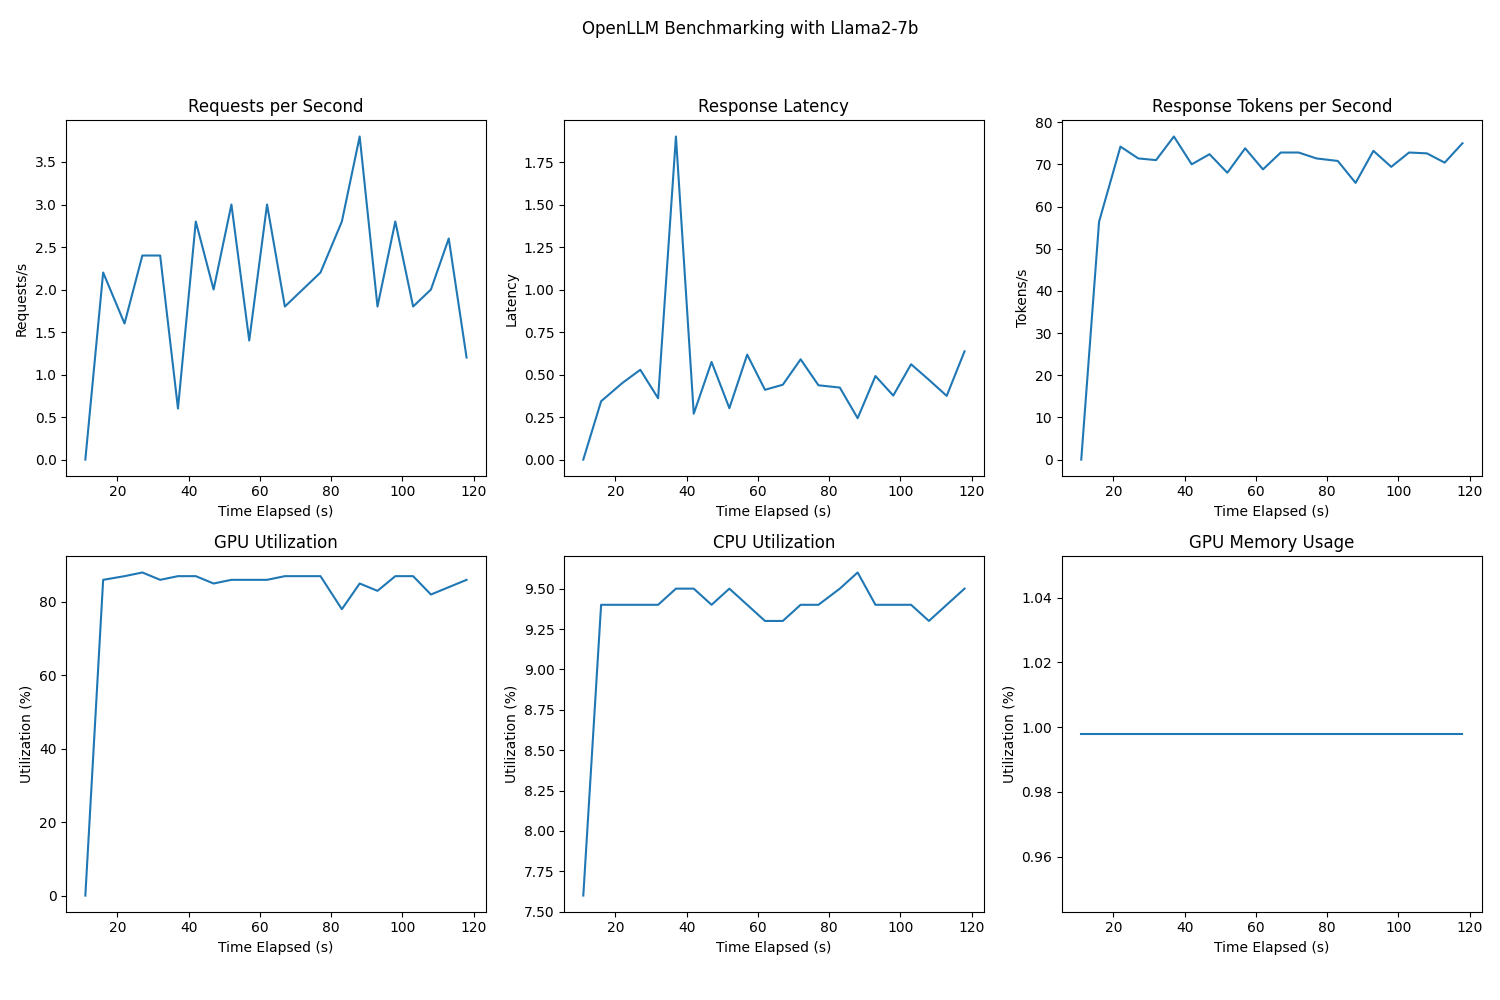 OpenLLM Benchmarking with Llama2-7b
Requests per Second
Requests/s
3.5
3.0
2.5
2.0
1.5
1.0
0.5
0.0
20 40 60 80 100 120
Time Elapsed (s)
Response Latency
Latency
1.75
1.50
1.25
1.00
0.75
0.50
0.25
0.00
20 40 60 80 100 120
Time Elapsed (s)
Response Tokens per Second
Tokens/s
80
70
60
50
40
30
20
10
0
20 40 60 80 100 120
Time Elapsed (s)
GPU Utilization
Utilization (%)
80
60
40
20
0
20 40 60 80 100 120
Time Elapsed (s)
CPU Utilization
Utilization (%)
9.50
9.25
9.00
8.75
8.50
8.25
8.00
7.75
7.50
20 40 60 80 100 120
Time Elapsed (s)
GPU Memory Usage
Utilization (%)
1.04
1.02
1.00
0.98
0.96
20 40 60 80 100 120
Time Elapsed (s)